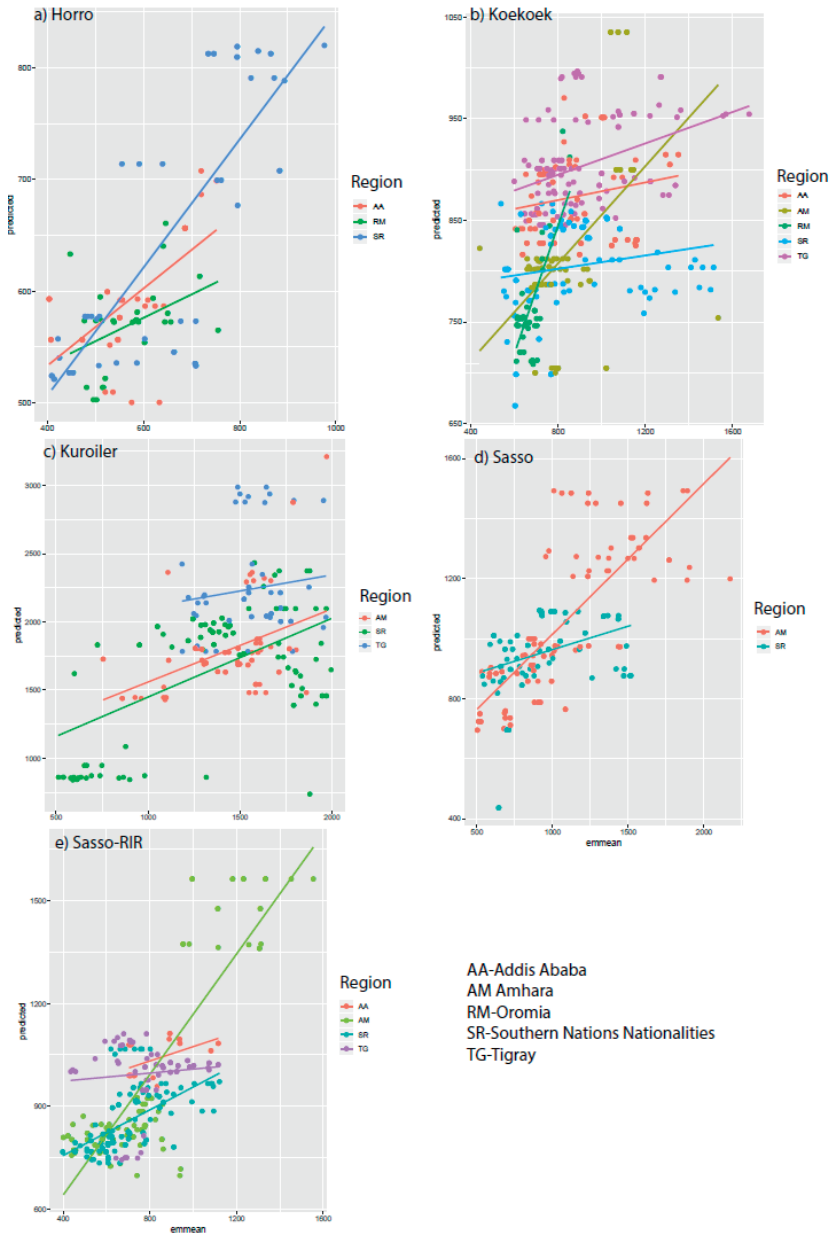 a) Horro
800
700
600
500
400
600
800
1000
predicted
Region
AA
RM
SR
b) Koekoek
1050
950
850
750
650
400
800
1200
1600
predicted
Region
AA
AM
RM
SR
TG
c) Kuroiler
3000
2500
2000
1500
1000
500
1000
1500
2000
predicted
Region
AM
SR
TG
d) Sasso
1600
1200
800
400
500
1000
1500
2000
emmean
predicted
Region
AM
SR
e) Sasso-RIR
1500
1200
900
600
400
800
1200
1600
emmean
predicted
Region
AA
AM
SR
TG
AA-Addis Ababa
AM Amhara
RM-Oromia
SR-Southern Nations Nationalities
TG-Tigray